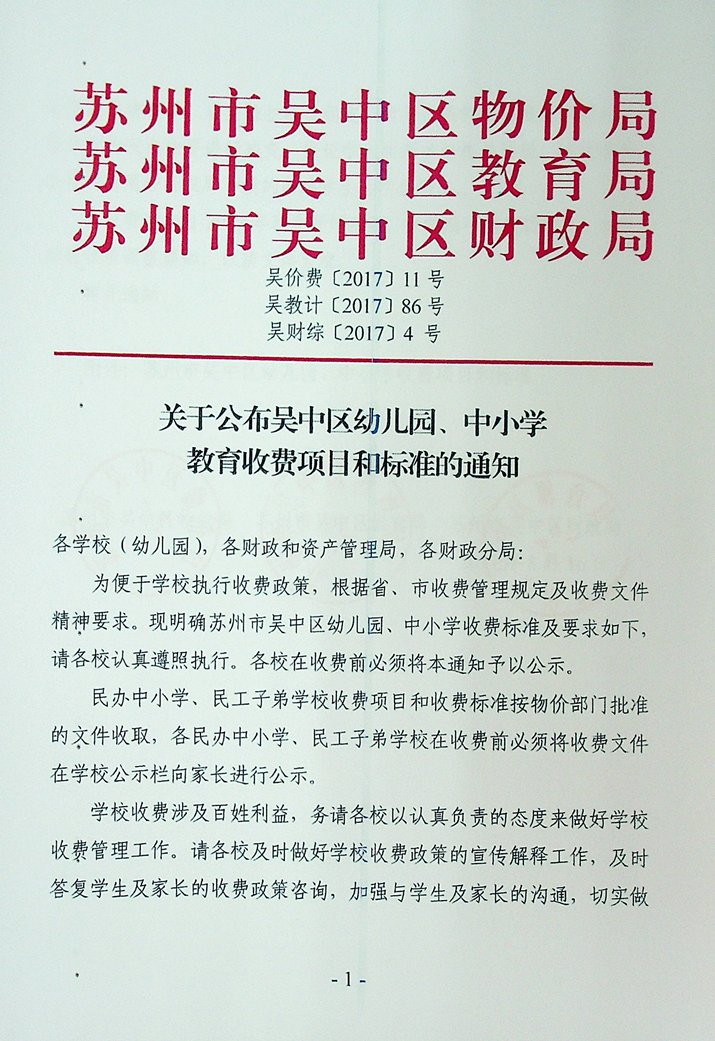 苏州市吴中区物价局
苏州市吴中区教育局
苏州市吴中区财政局
吴价费〔2017〕11 号
吴教计〔2017〕86 号
吴财综〔2017〕4 号
关于公布吴中区幼儿园、中小学
教育收费项目和标准的通知
各学校（幼儿园），各财政和资产管理局，各财政分局：
为便于学校执行收费政策，根据省、市收费管理规定及收费文件
精神要求。现明确苏州市吴中区幼儿园、中小学收费标准及要求如下，
请各校认真遵照执行。各校在收费前必须将本通知予以公示。
民办中小学、民工子弟学校收费项目和收费标准按物价部门批准
的文件收取，各民办中小学、民工子弟学校在收费前必须将收费文件
在学校公示栏向家长进行公示。
学校收费涉及百姓利益，务请各校以认真负责的态度来做好学校
收费管理工作。请各校及时做好学校收费政策的宣传解释工作，及时
答复学生及家长的收费政策咨询，加强与学生及家长的沟通，切实做
- 1 -